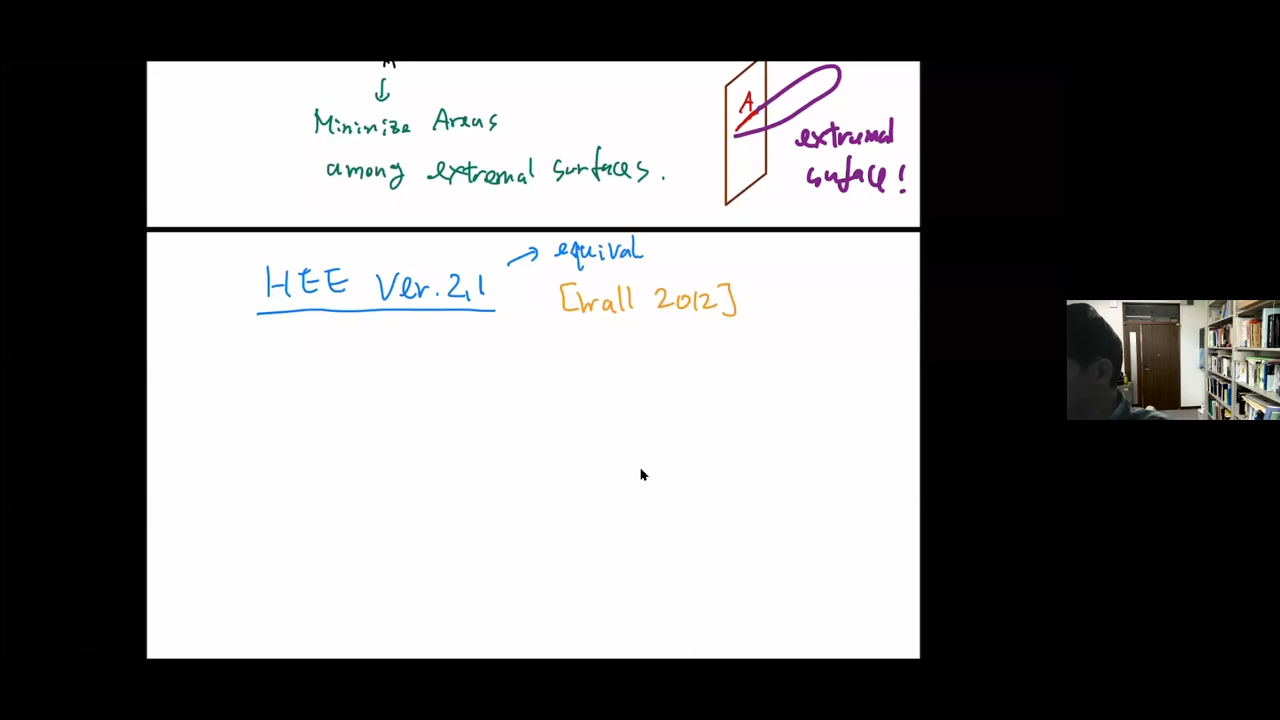 A
Minimize Areas
among extremal surfaces.
A
extremal
surface!
HEE Ver. 2.1
→ equival
[Wall 2012]